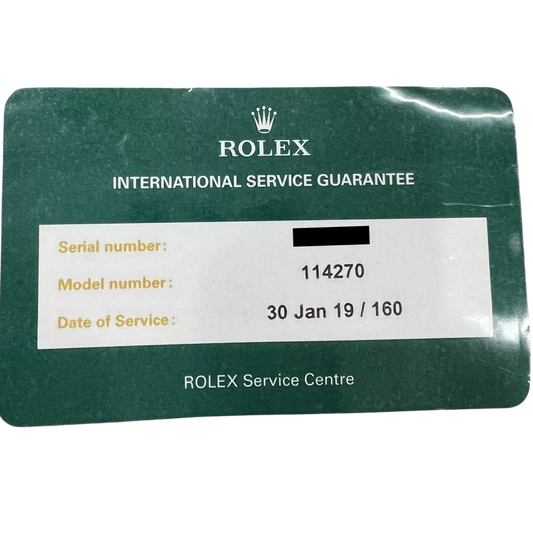 ROLEX
INTERNATIONAL SERVICE GUARANTEE
Serial number:
Model number: 114270
Date of Service: 30 Jan 19 / 160
ROLEX Service Centre